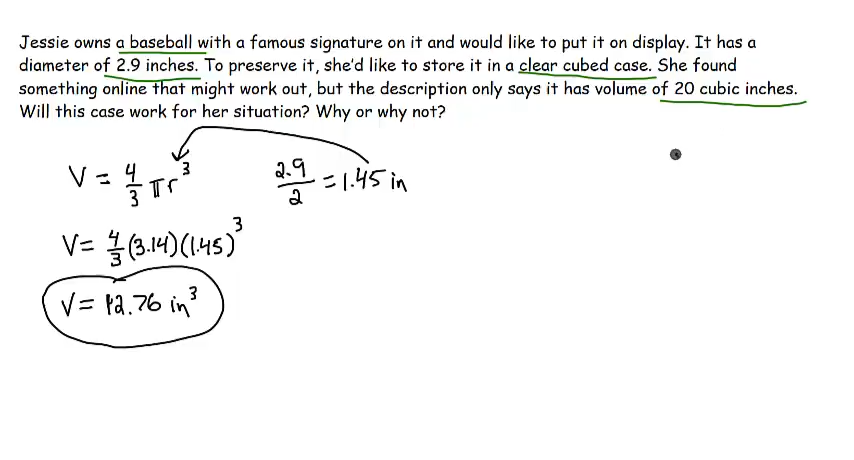 Jessie owns a baseball with a famous signature on it and would like to put it on display. It has a
diameter of 2.9 inches. To preserve it, she'd like to store it in a clear cubed case. She found
something online that might work out, but the description only says it has volume of 20 cubic inches.
Will this case work for her situation? Why or why not?
V = 4/3 πr³
2.9/2 = 1.45 in
V = 4/3 (3.14)(1.45)³
V = 12.76 in³